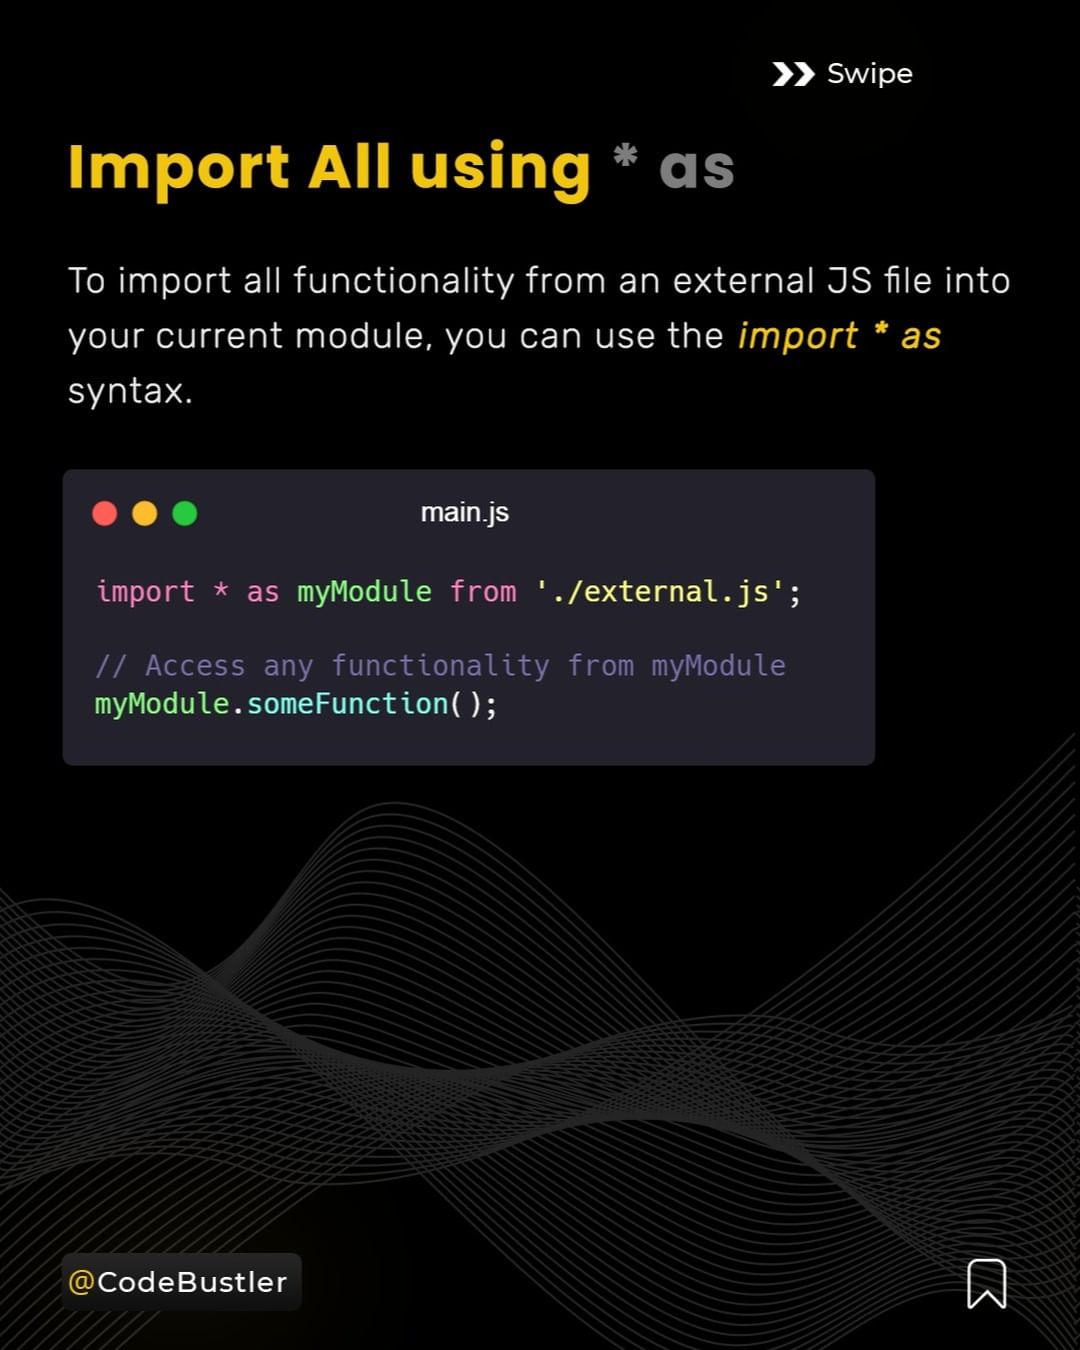 Swipe
Import All using * as
To import all functionality from an external JS file into
your current module, you can use the import * as
syntax.
main.js
import * as myModule from './external.js';
// Access any functionality from myModule
myModule.someFunction();
@CodeBustler